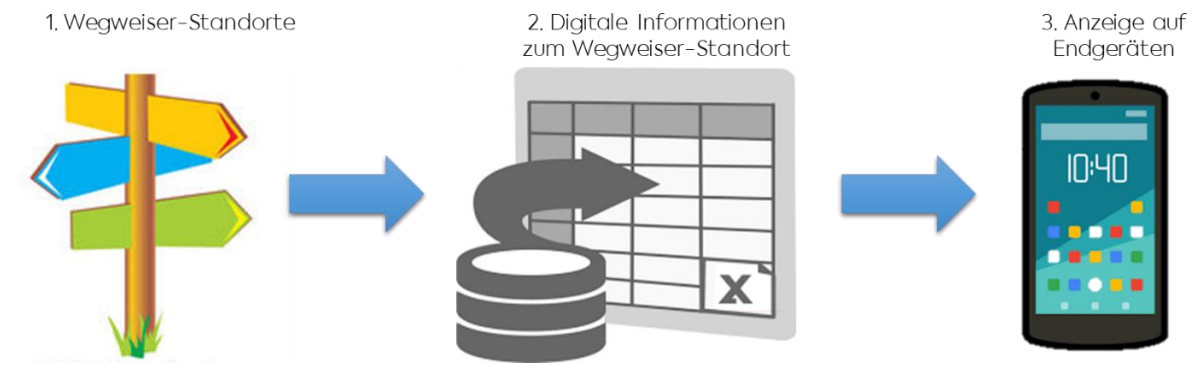 1. Wegweiser-Standorte
2. Digitale Informationen
zum Wegweiser-Standort
3. Anzeige auf
Endgeräten
X
10:40